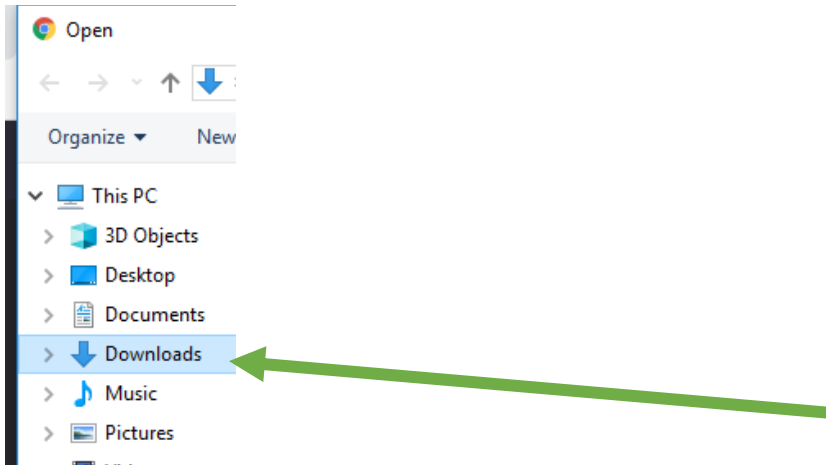 Open
Organize New
This PC
3D Objects
Desktop
Documents
Downloads
Music
Pictures